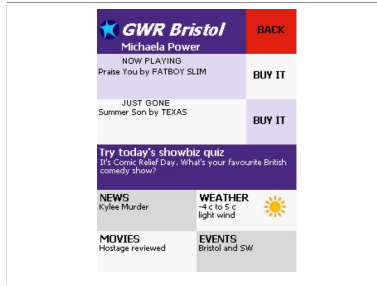 GWR Bristol
BACK
Michaela Power
NOW PLAYING
Praise You by FATBOY SLIM
BUY IT
JUST GONE
Summer Son by TEXAS
BUY IT
Try today's showbiz quiz
It's Comic Relief Day. What's your favourite British
comedy show?
NEWS
Kylee Murder
WEATHER
-4 c to 5 c
light wind
MOVIES
Hostage reviewed
EVENTS
Bristol and SW